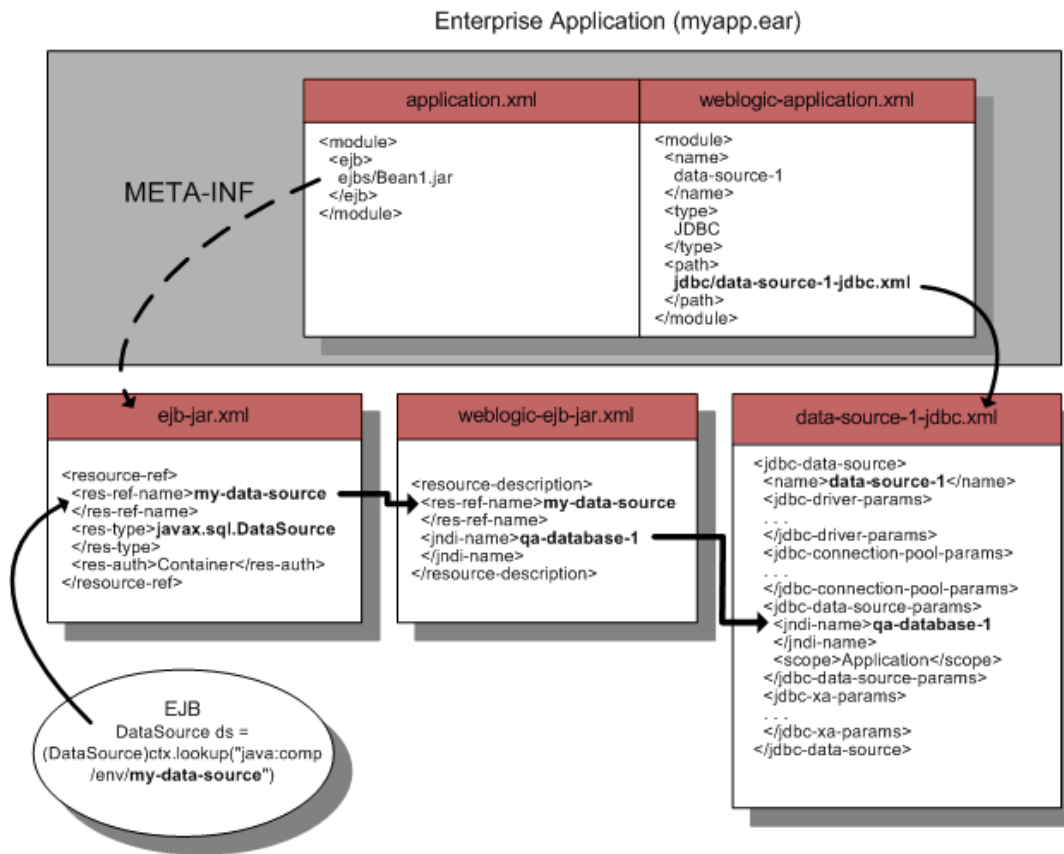 Enterprise Application (myapp.ear)
META-INF
application.xml
<module>
<ejb>
ejbs/Bean1.jar
</ejb>
</module>
weblogic-application.xml
<module>
<name>
data-source-1
</name>
<type>
JDBC
</type>
<path>
jdbc/data-source-1-jdbc.xml
</path>
</module>
ejb-jar.xml
<resource-ref>
<res-ref-name>my-data-source
</res-ref-name>
<res-type>javax.sql.DataSource
</res-type>
<res-auth>Container</res-auth>
</resource-ref>
weblogic-ejb-jar.xml
<resource-description>
<res-ref-name>my-data-source
</res-ref-name>
<jndi-name>qa-database-1
</jndi-name>
</resource-description>
data-source-1-jdbc.xml
<jdbc-data-source>
<name>data-source-1</name>
<jdbc-driver-params>
. . .
</jdbc-driver-params>
<jdbc-connection-pool-params>
. . .
</jdbc-connection-pool-params>
<jdbc-data-source-params>
<jndi-name>qa-database-1
</jndi-name>
<scope>Application</scope>
</jdbc-data-source-params>
<jdbc-xa-params>
. . .
</jdbc-xa-params>
</jdbc-data-source>
EJB
DataSource ds =
(DataSource)ctx.lookup("java:comp
/env/my-data-source")